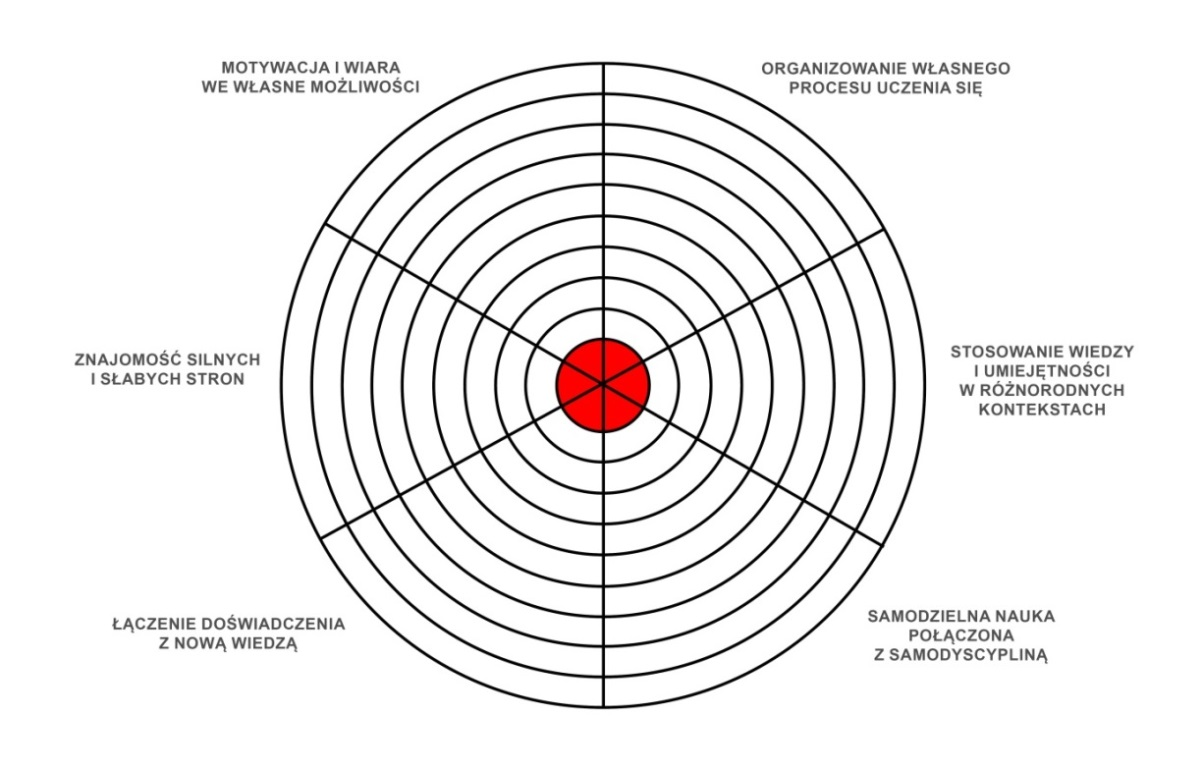 MOTYWACJA I WIARA
WE WŁASNE MOŻLIWOŚCI
ORGANIZOWANIE WŁASNEGO
PROCESU UCZENIA SIĘ
ZNAJOMOŚĆ SILNYCH
I SŁABYCH STRON
STOSOWANIE WIEDZY
I UMIEJĘTNOŚCI
W RÓŻNORODNYCH
KONTEKSTACH
ŁĄCZENIE DOŚWIADCZENIA
Z NOWĄ WIEDZĄ
SAMODZIELNA NAUKA
POŁĄCZONA
Z SAMODYSCYPLINĄ